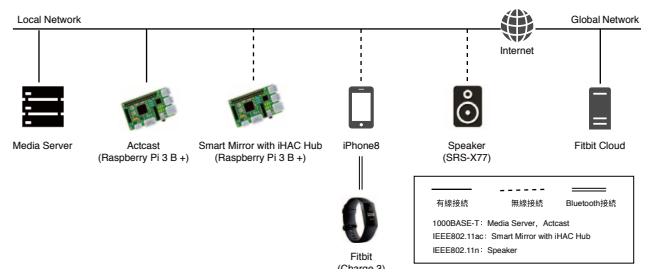 Local Network
Global Network
Internet
Media Server
Actcast
(Raspberry Pi 3 B +)
Smart Mirror with iHAC Hub
(Raspberry Pi 3 B +)
iPhone8
Speaker
(SRS-X77)
Fitbit Cloud
Fitbit
(Charge 3)
有線接続
無線接続
Bluetooth接続
1000BASE-T： Media Server， Actcast
IEEE802.11ac： Smart Mirror with iHAC Hub
IEEE802.11n： Speaker